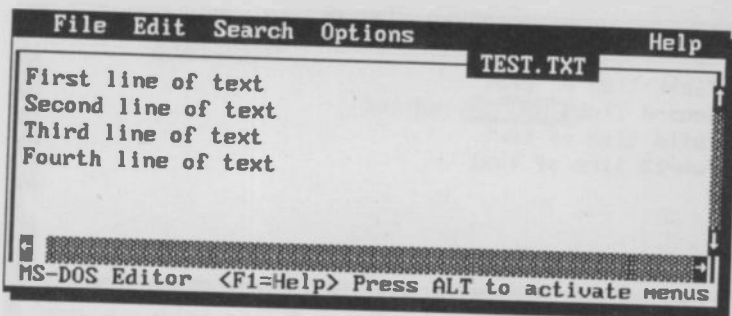 File Edit Search Options Help
TEST.TXT
First line of text
Second line of text
Third line of text
Fourth line of text
MS-DOS Editor <F1=Help> Press ALT to activate menus